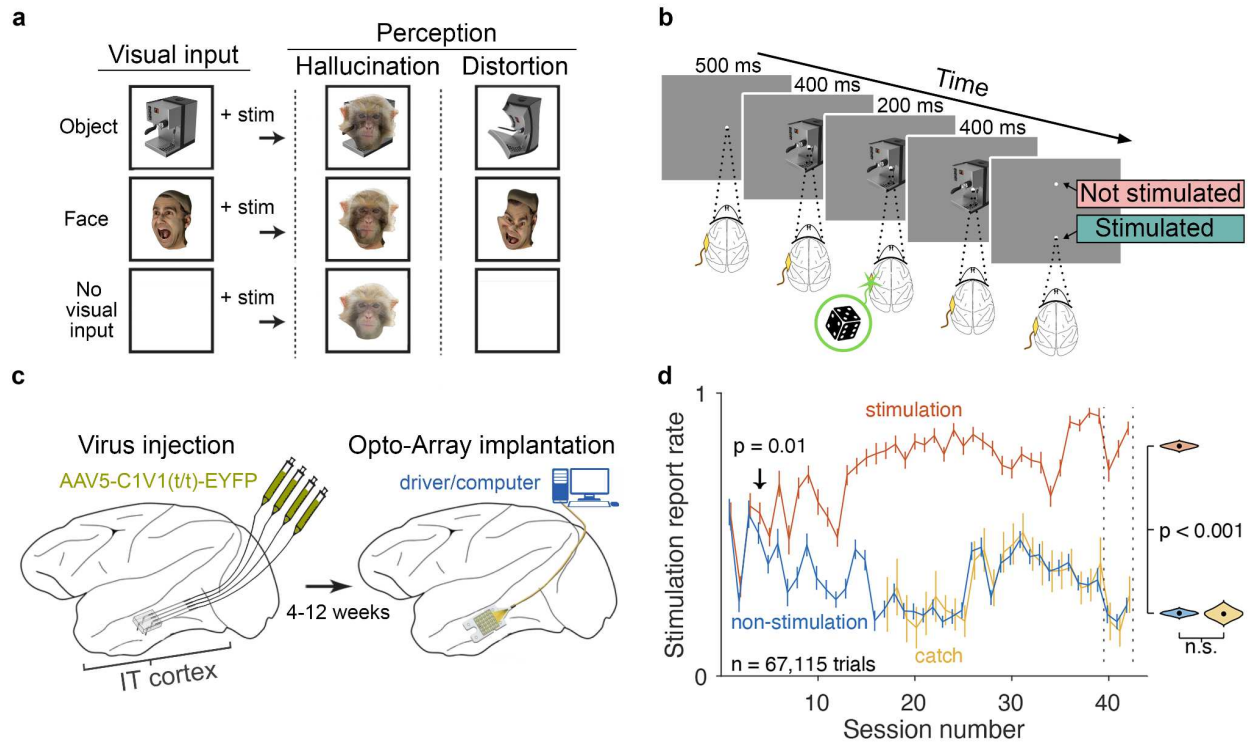 a
Visual input
Perception
Hallucination
Distortion
Object
+ stim
Face
+ stim
No
visual
input
+ stim
b
500 ms
400 ms
200 ms
400 ms
Time
Not stimulated
Stimulated
c
Virus injection
AAV5-C1V1(t/t)-EYFP
IT cortex
4-12 weeks
Opto-Array implantation
driver/computer
d
Stimulation report rate
1
0
p = 0.01
stimulation
non-stimulation
catch
n = 67,115 trials
10
20
30
40
Session number
p < 0.001
n.s.